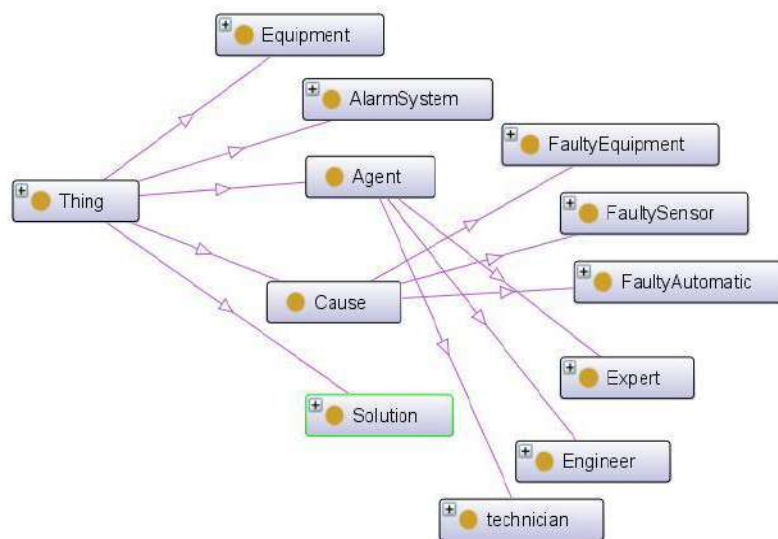 Equipment
AlarmSystem
FaultyEquipment
Agent
Thing
FaultySensor
FaultyAutomatic
Cause
Expert
Solution
Engineer
technician